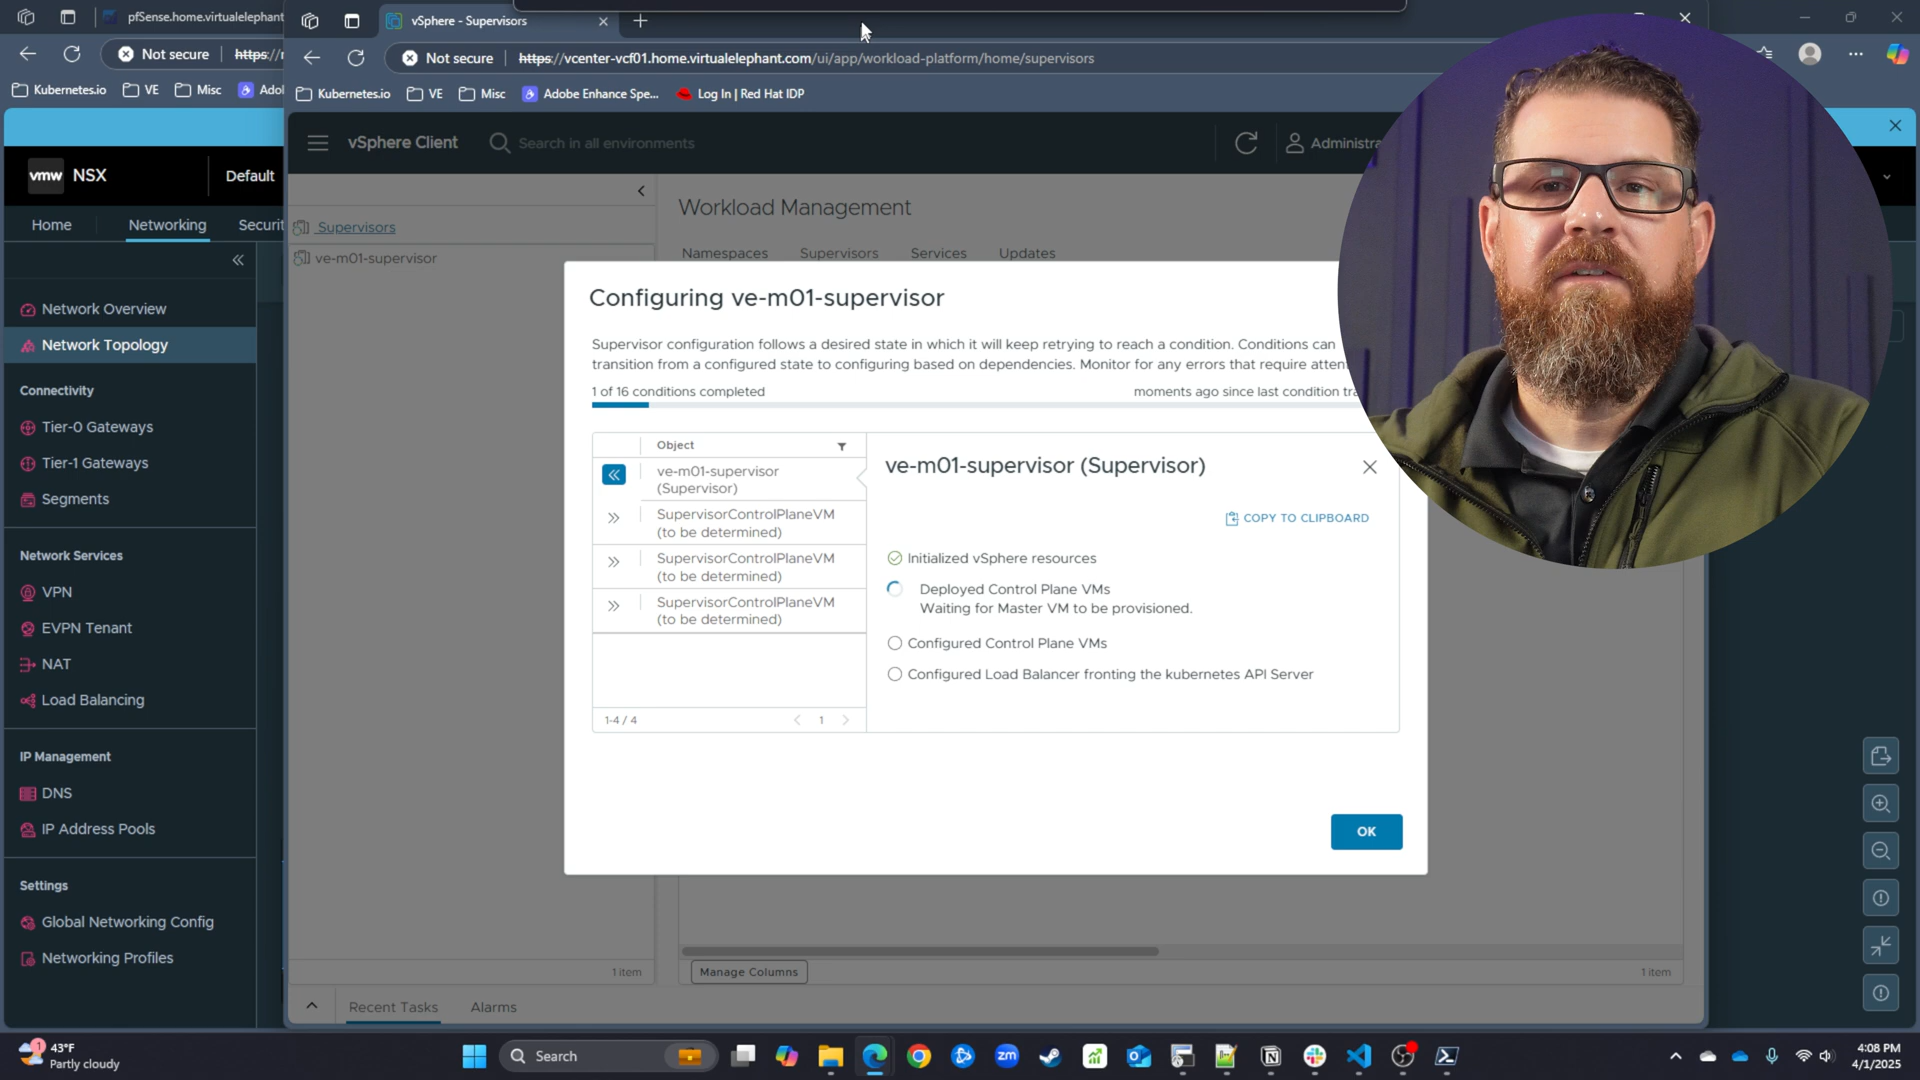 pfSense.home.virtualelephant
vSphere - Supervisors
Not secure
https://
Not secure
https://vcenter-vcf01.home.virtualelephant.com/ui/app/workload-platform/home/supervisors
Kubernetes.io
VE
Misc
Kubernetes.io
VE
Misc
Adobe Enhance Spe...
Log In | Red Hat IDP
vmw NSX
Default
vSphere Client
Search in all environments
Home
Networking
Supervisors
ve-m01-supervisor
Workload Management
Namespaces
Supervisors
Services
Updates
Network Overview
Network Topology
Connectivity
Tier-0 Gateways
Tier-1 Gateways
Segments
Network Services
VPN
EVPN Tenant
NAT
Load Balancing
IP Management
DNS
IP Address Pools
Settings
Global Networking Config
Networking Profiles
Configuring ve-m01-supervisor
Supervisor configuration follows a desired state in which it will keep retrying to reach a condition. Conditions can
transition from a configured state to configuring based on dependencies. Monitor for any errors that require
1 of 16 conditions completed
moments ago since last condition
Object
ve-m01-supervisor
(Supervisor)
SupervisorControlPlaneVM
(to be determined)
SupervisorControlPlaneVM
(to be determined)
SupervisorControlPlaneVM
(to be determined)
1-4 / 4
1
ve-m01-supervisor (Supervisor)
COPY TO CLIPBOARD
Initialized vSphere resources
Deployed Control Plane VMs
Waiting for Master VM to be provisioned.
Configured Control Plane VMs
Configured Load Balancer fronting the kubernetes API Server
OK
1 item
Manage Columns
1 item
Recent Tasks
Alarms
1
43°F
Partly cloudy
Search
zm
4:08 PM
4/1/2025